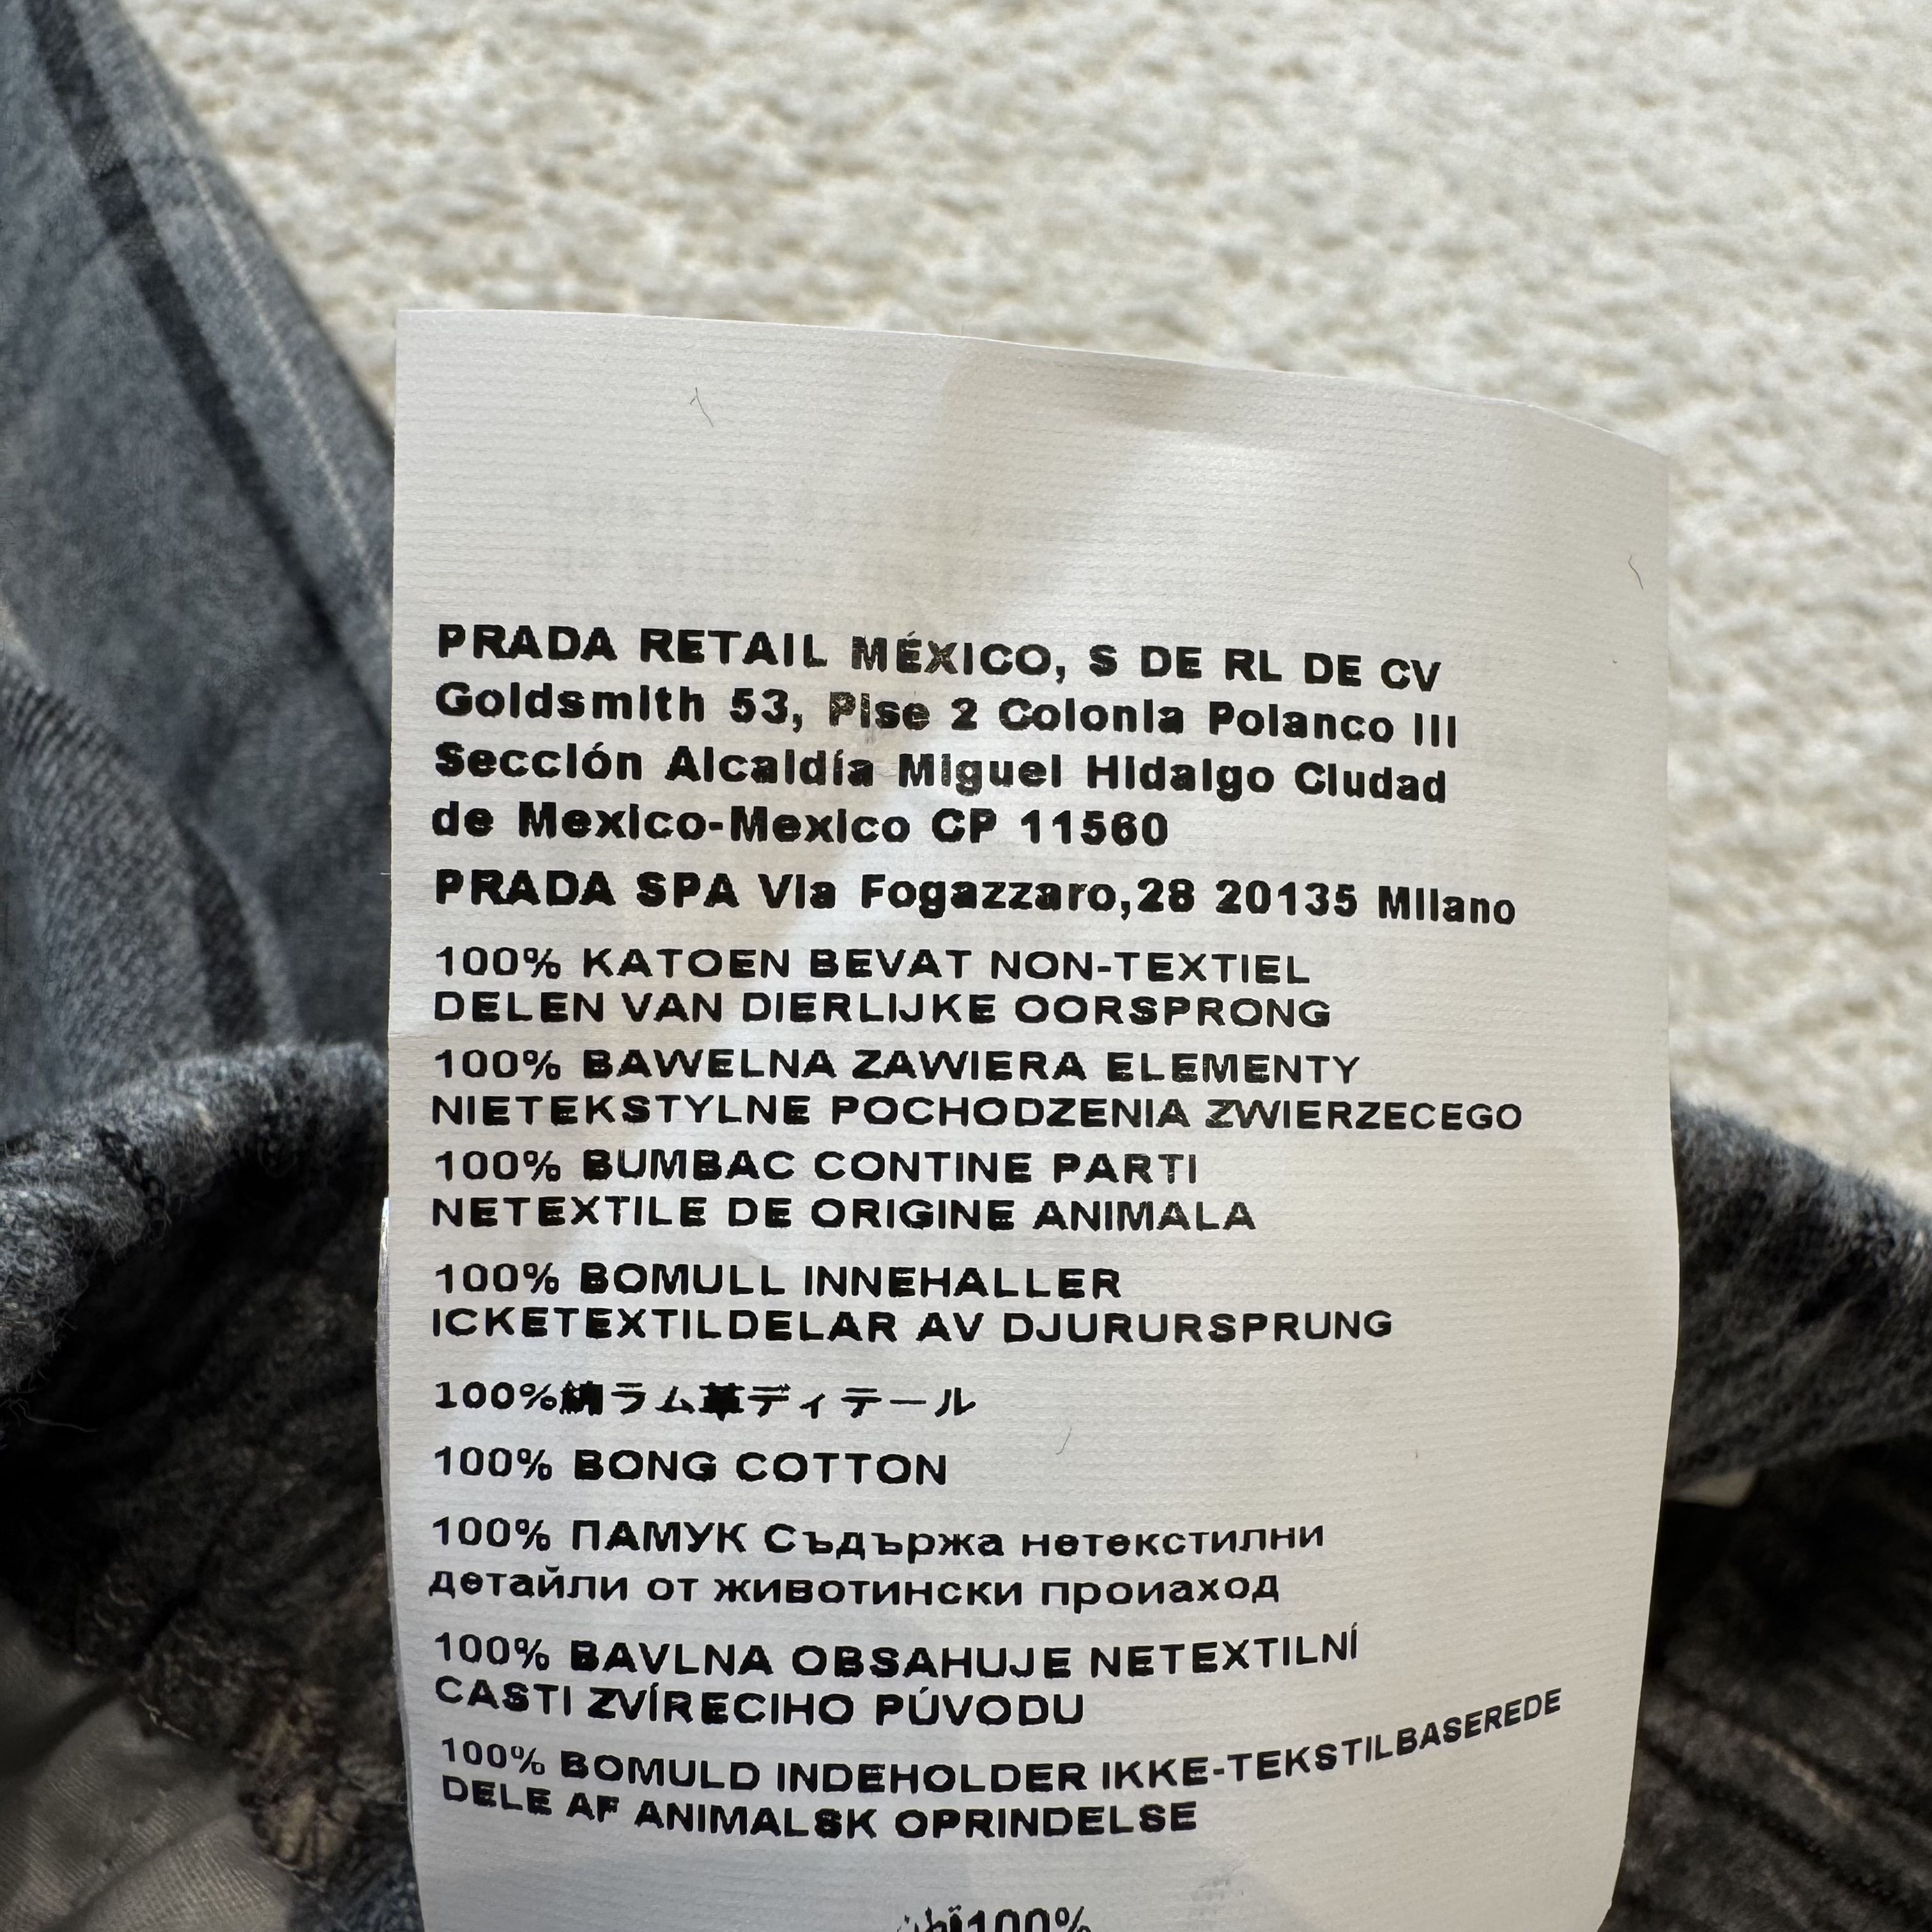 PRADA RETAIL MÉXICO, S DE RL DE CV
Goldsmith 53, Pise 2 Colonia Polanco III
Sección Alcaldía Miguel Hidalgo Ciudad
de Mexico-Mexico CP 11560
PRADA SPA Via Fogazzaro,28 20135 Milano
100% KATOEN BEVAT NON-TEXTIEL
DELEN VAN DIERLIJKE OORSPRONG
100% BAWELNA ZAWIERA ELEMENTY
NIETEKSTYLNE POCHODZENIA ZWIERZECEGO
100% BUMBAC CONTINE PARTI
NETEXTILE DE ORIGINE ANIMALA
100% BOMULL INNEHALLER
ICKETEXTILDELAR AV DJURURSPRUNG
100%綿ラム革ディテール
100% BONG COTTON
100% ПАМУК Съдържа нетекстилни
детайли от животински проиаход
100% BAVLNA OBSAHUJE NETEXTILNÍ
CASTI ZVÍRECIHO PÚVODU
100% BOMULD INDEHOLDER IKKE-TEKSTILBASEREDE
DELE AF ANIMALSK OPRINDELSE
100%